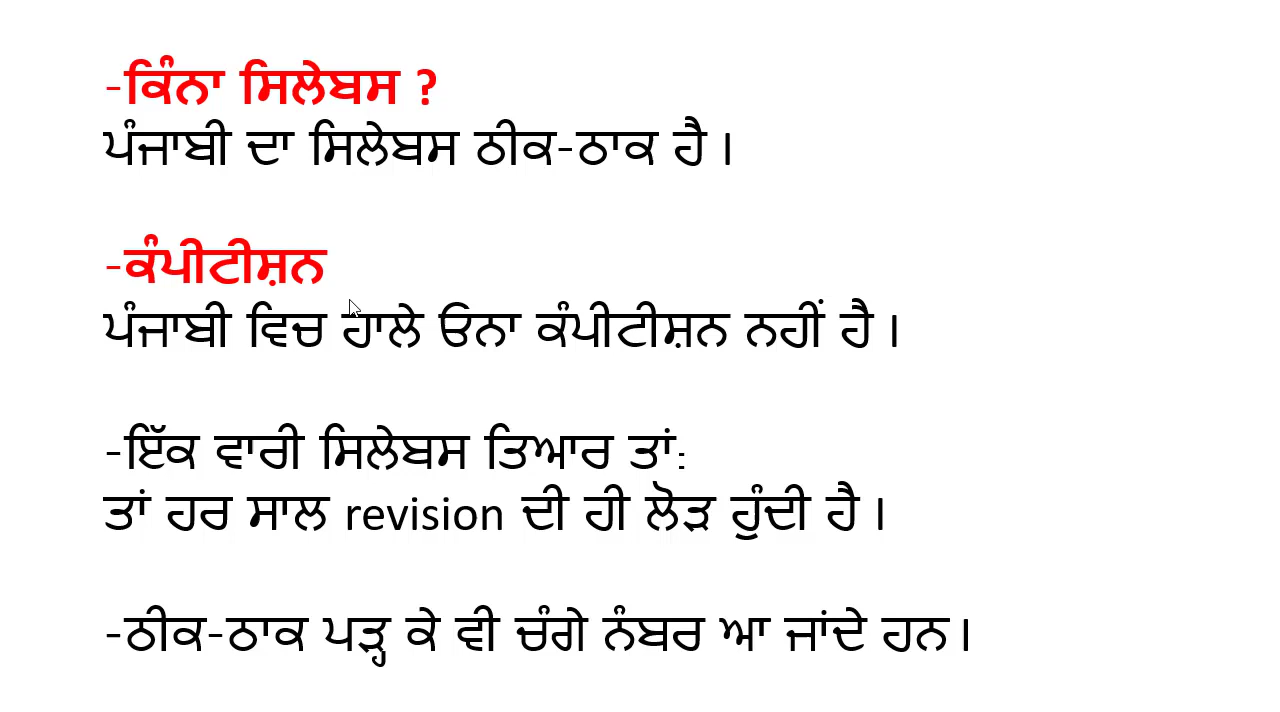 -ਕਿੰਨਾ ਸਿਲੇਬਸ ?
ਪੰਜਾਬੀ ਦਾ ਸਿਲੇਬਸ ਠੀਕ-ਠਾਕ ਹੈ।
-ਕੰਪੀਟੀਸ਼ਨ
ਪੰਜਾਬੀ ਵਿਚ ਹਾਲੇ ਓਨਾ ਕੰਪੀਟੀਸ਼ਨ ਨਹੀਂ ਹੈ।
-ਇੱਕ ਵਾਰੀ ਸਿਲੇਬਸ ਤਿਆਰ ਤਾਂ:
ਤਾਂ ਹਰ ਸਾਲ revision ਦੀ ਹੀ ਲੋੜ ਹੁੰਦੀ ਹੈ।
-ਠੀਕ-ਠਾਕ ਪੜ੍ਹ ਕੇ ਵੀ ਚੰਗੇ ਨੰਬਰ ਆ ਜਾਂਦੇ ਹਨ।